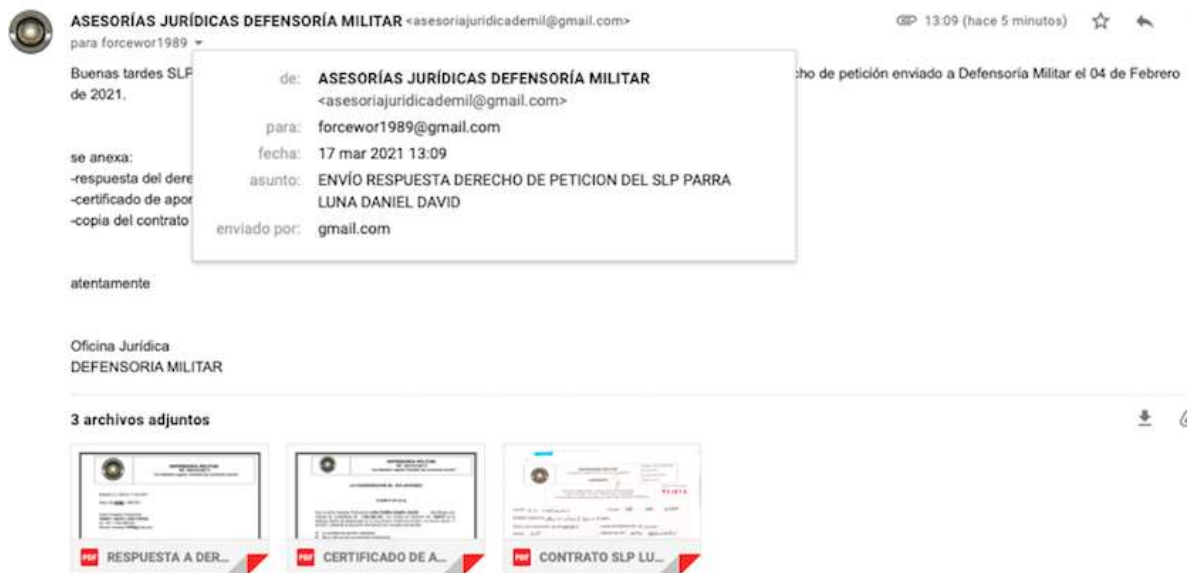 ASESORÍAS JURÍDICAS DEFENSORÍA MILITAR <asesoriajuridicademil@gmail.com>
13:09 (hace 5 minutos)
para forcewor1989
Buenas tardes SLP
cho de petición enviado a Defensoría Militar el 04 de Febrero
de 2021.
de: ASESORÍAS JURÍDICAS DEFENSORÍA MILITAR
<asesoriajuridicademil@gmail.com>
para: forcewor1989@gmail.com
fecha: 17 mar 2021 13:09
asunto: ENVÍO RESPUESTA DERECHO DE PETICION DEL SLP PARRA
LUNA DANIEL DAVID
enviado por: gmail.com
se anexa:
-respuesta del dere
-certificado de apor
-copia del contrato
atentamente
Oficina Jurídica
DEFENSORIA MILITAR
3 archivos adjuntos
PDF RESPUESTA A DER...
PDF CERTIFICADO DE A...
PDF CONTRATO SLP LU...